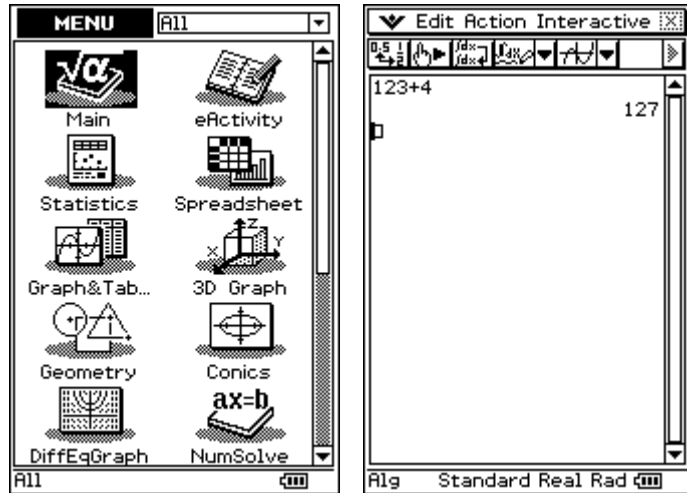 MENU All
Main eActivity
Statistics Spreadsheet
Z
X Y
Graph&Tab... 3D Graph
Geometry Conics
ax=b
DiffEqGraph NumSolve
All
Edit Action Interactive
123+4
127
Alg Standard Real Rad